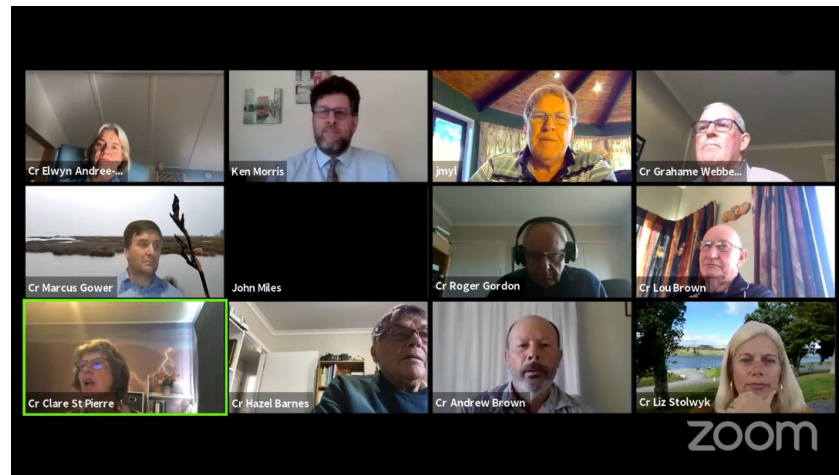 Cr Elwyn Andree-...
Ken Morris
jmyl
Cr Grahame Webbe...
Cr Marcus Gower
John Miles
Cr Roger Gordon
Cr Lou Brown
Cr Clare St Pierre
Cr Hazel Barnes
Cr Andrew Brown
Cr Liz Stolwyk
zoom